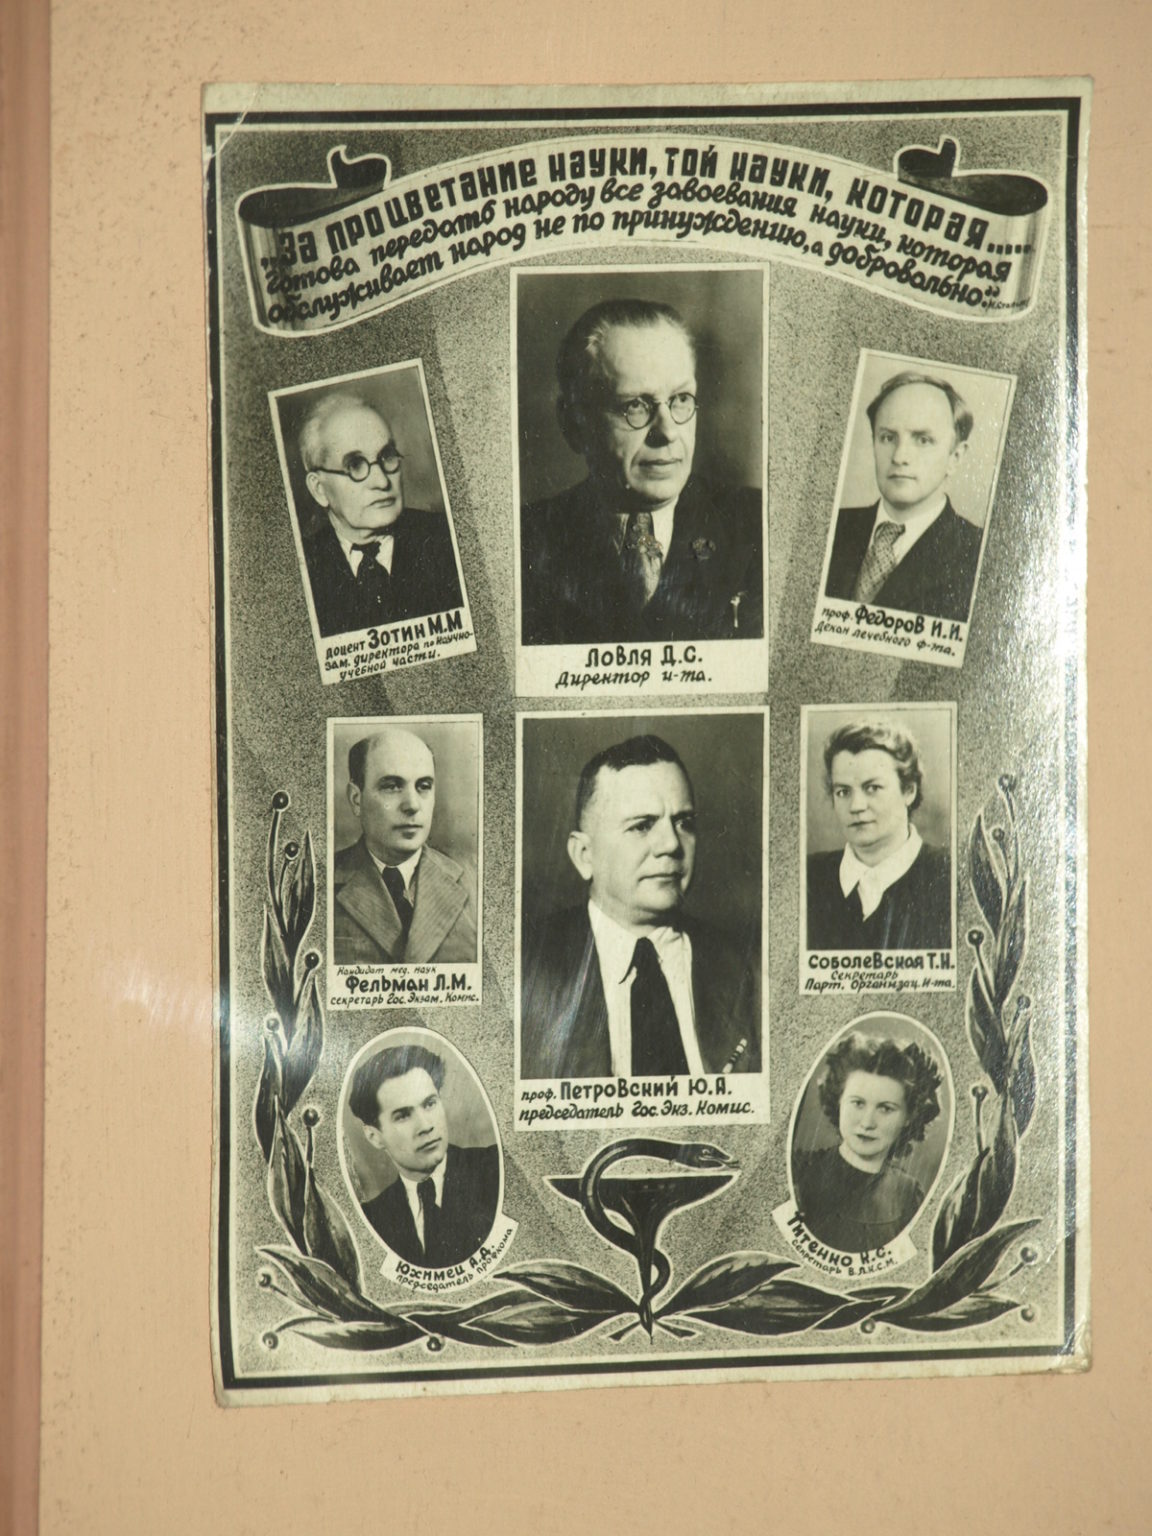 „За процветание науки, той науки, которая.....
готова передать народу все завоевания науки, которая
обслуживает народ не по принуждению, а добровольно“
доцент Зотин М.М
зам. директора по научно-
учебной части.
Ловля Д.С.
Директор и-та.
проф. Федоров И.И.
Декан лечебного ф-та.
Кандидат мед. наук
Фельман Л.М.
секретарь Гос. Экзам. Комис.
проф. Петровский Ю.А.
председатель Гос. Экз. Комис.
Соболевская Т.Н.
Секретарь
Парт. Организац. И-та.
Юхимец А.Д.
председатель профкома
Титенко К.С.
секретарь В.Л.К.С.М.